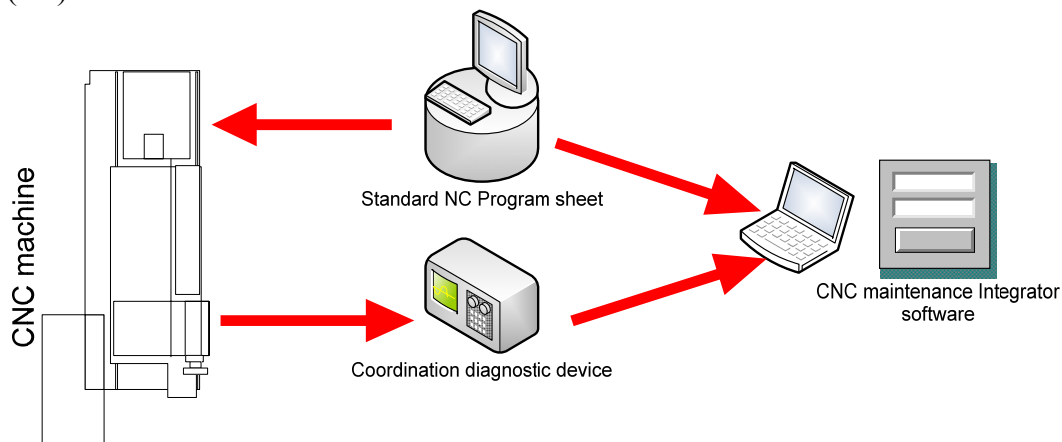 CNC machine
Standard NC Program sheet
Coordination diagnostic device
CNC maintenance Integrator
software